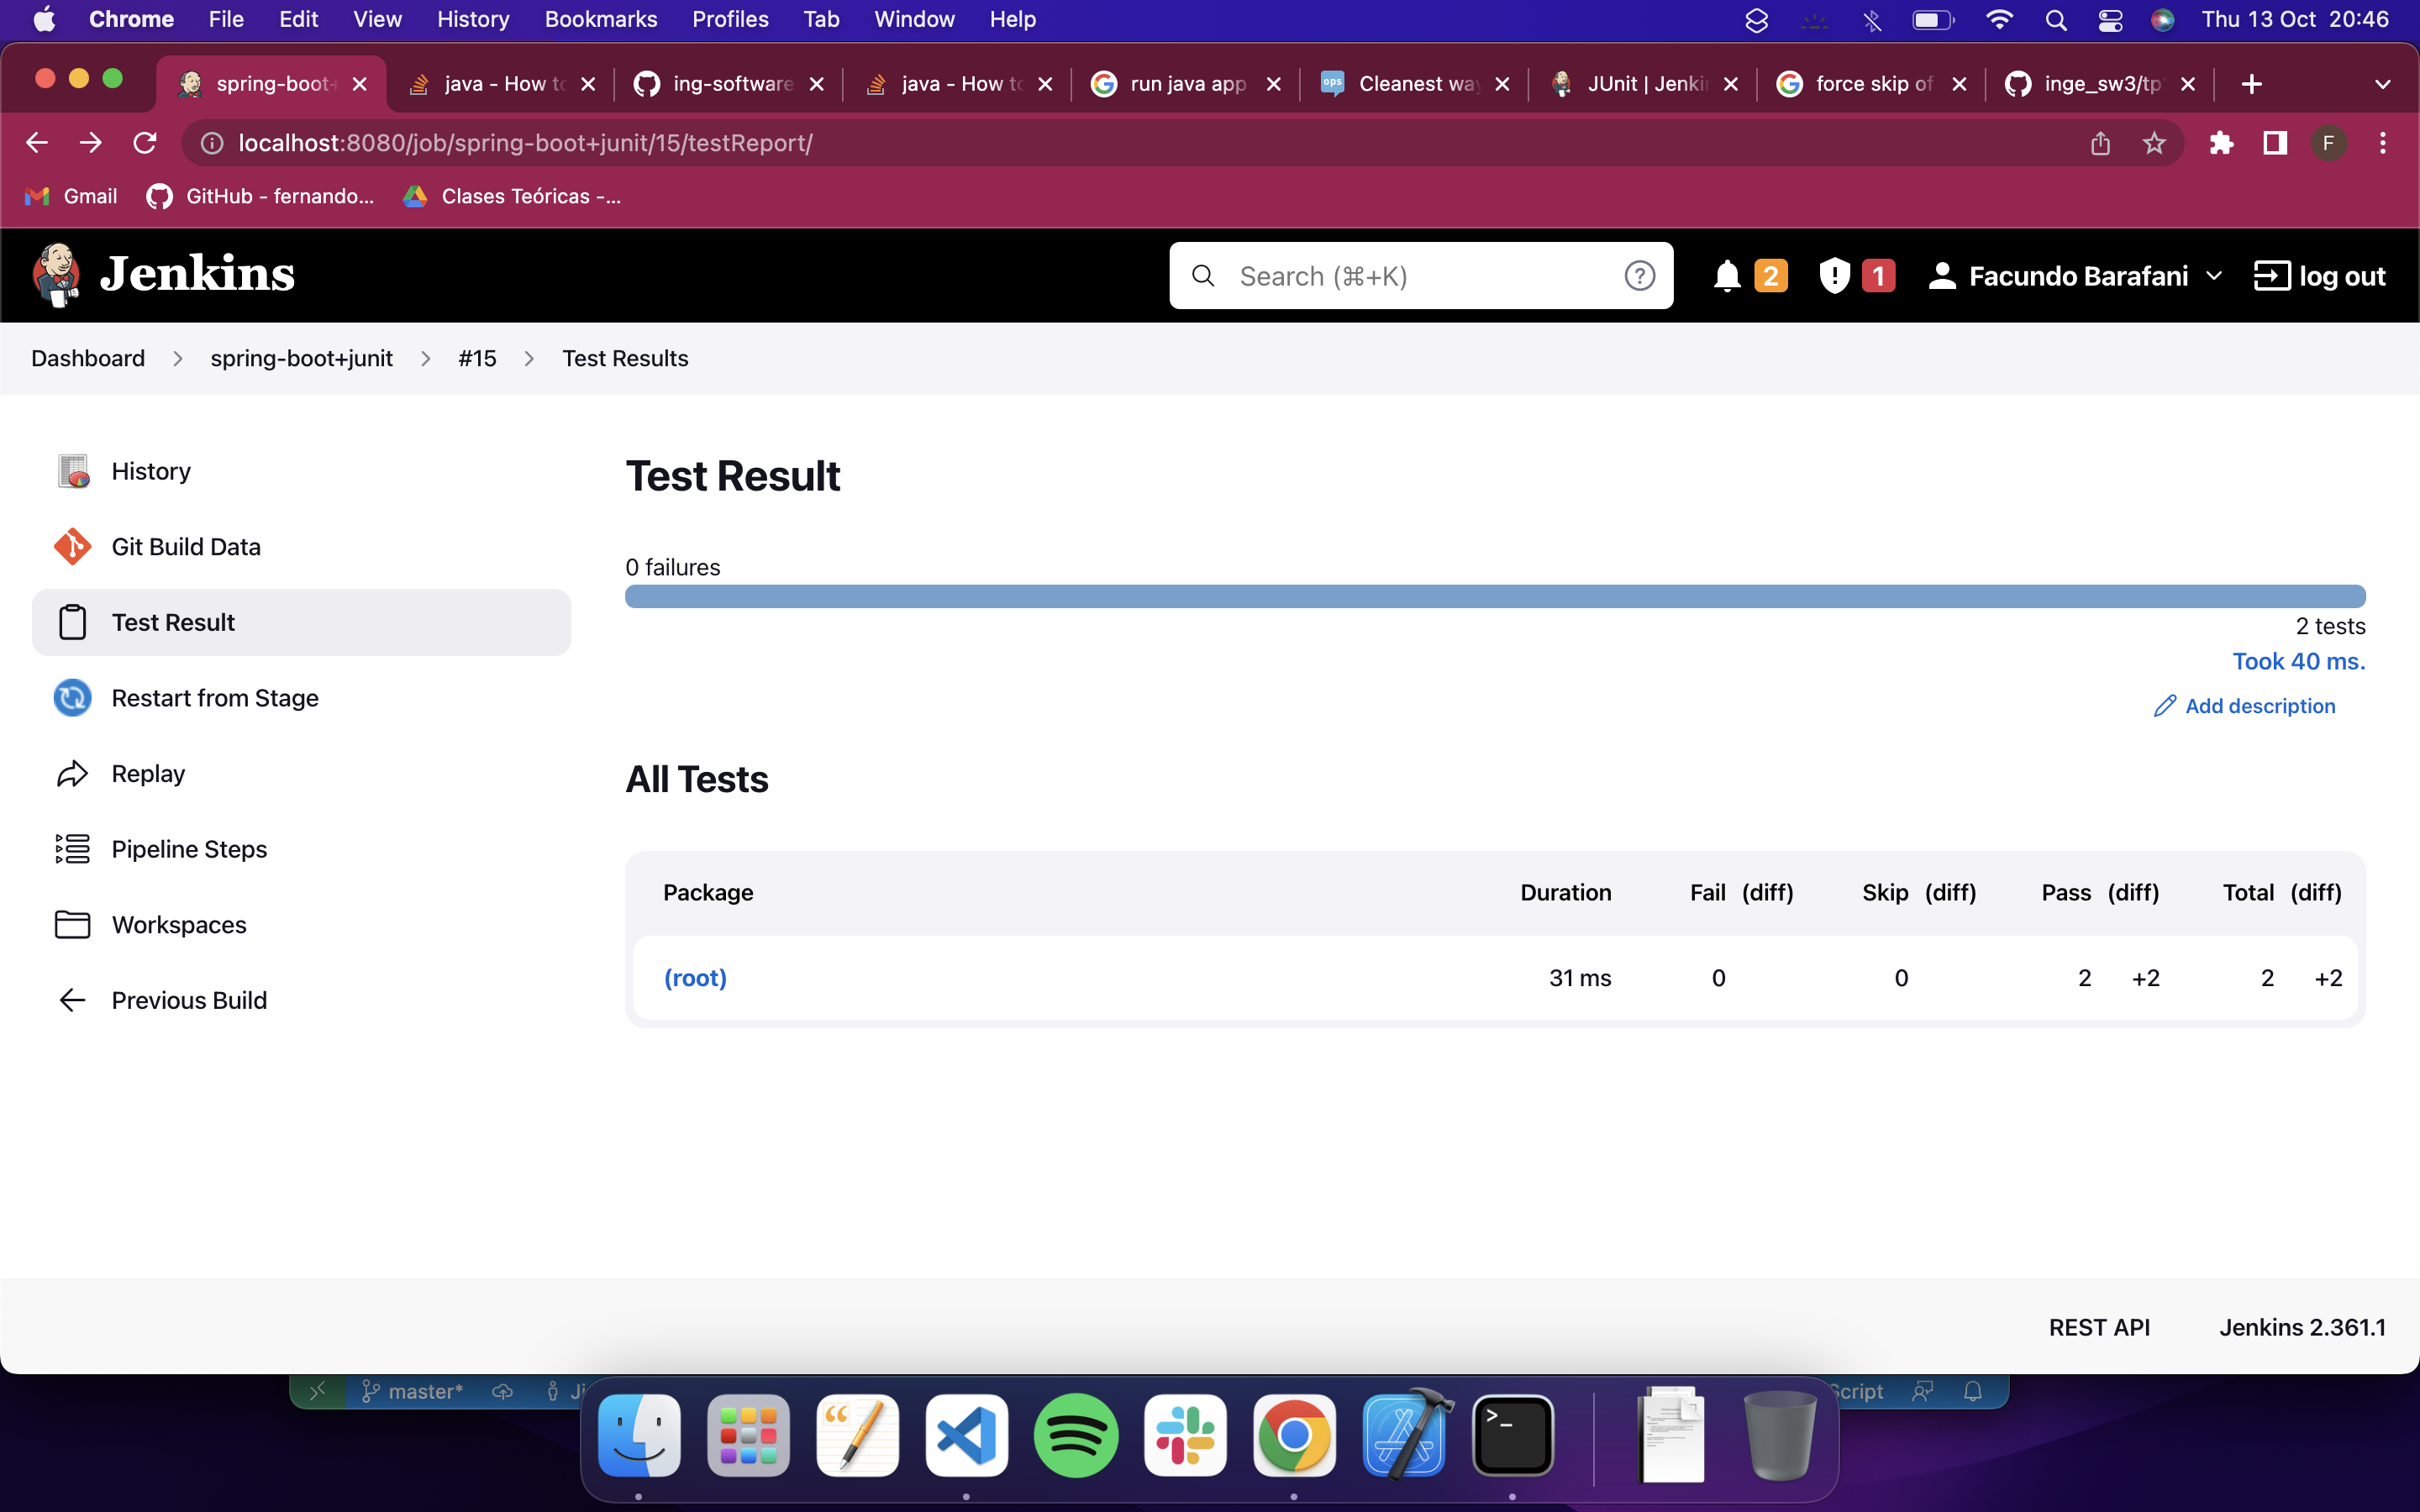 Chrome File Edit View History Bookmarks Profiles Tab Window Help Thu 13 Oct 20:46
spring-boot+ java - How to ing-software java - How to run java app Cleanest way JUnit | Jenkin force skip of inge_sw3/tp +
localhost:8080/job/spring-boot+junit/15/testReport/ F
Gmail GitHub - fernando... Clases Teóricas -...
Jenkins Search (⌘+K) 2 1 Facundo Barafani log out
Dashboard spring-boot+junit #15 Test Results
History
Git Build Data
Test Result
Restart from Stage
Replay
Pipeline Steps
Workspaces
Previous Build
Test Result
0 failures
2 tests
Took 40 ms.
Add description
All Tests
Package Duration Fail (diff) Skip (diff) Pass (diff) Total (diff)
(root) 31 ms 0 0 2 +2 2 +2
REST API Jenkins 2.361.1
master* Ji Script